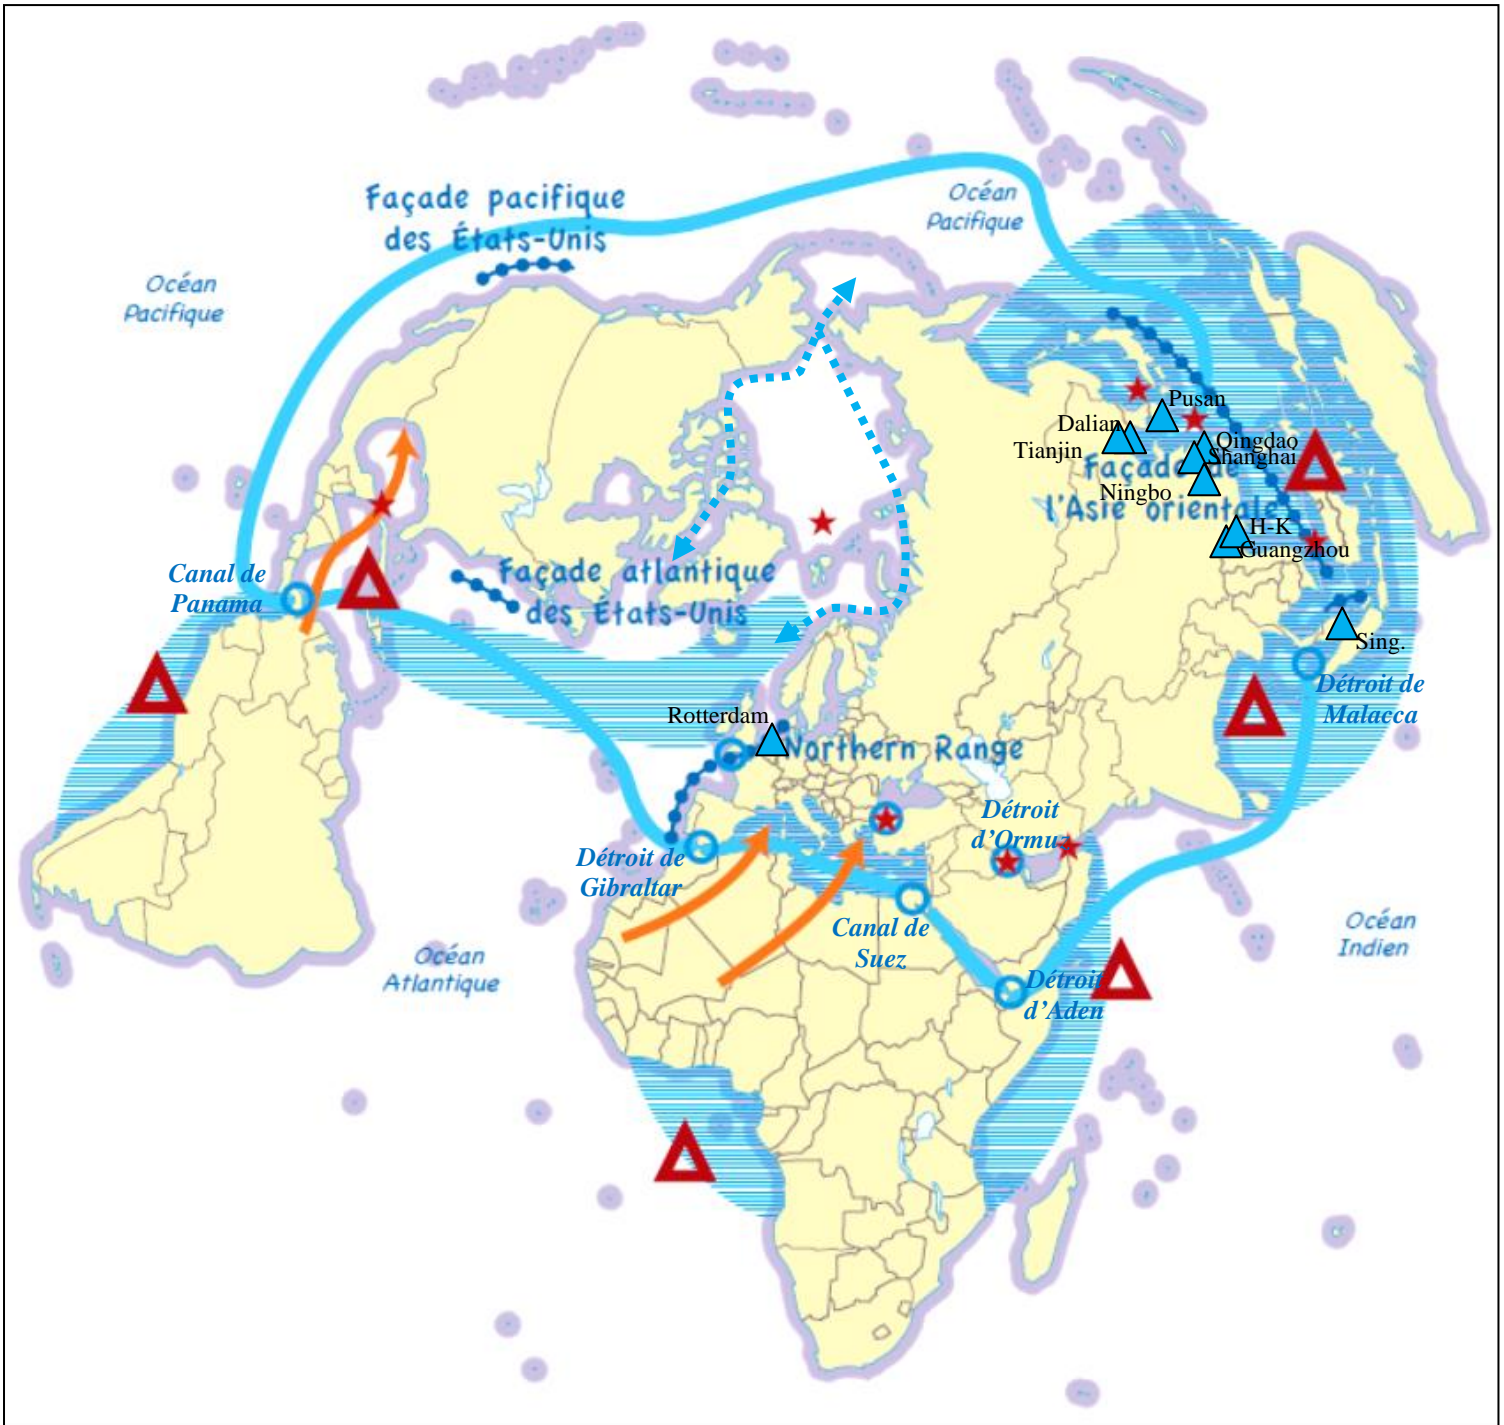 Façade pacifique
des États-Unis
Océan
Pacifique
Océan
Pacifique
Pusan
Dalian
Tianjin
Qingdao
Shanghai
Façade de
Ningbo
l'Asie orientale
H-K
Guangzhou
Canal de
Panama
Façade atlantique
des États-Unis
Sing.
Détroit de
Malacca
Rotterdam
Northern Range
Détroit
d'Ormuz
Détroit de
Gibraltar
Canal de
Suez
Océan
Atlantique
Océan
Indien
Détroit
d'Aden